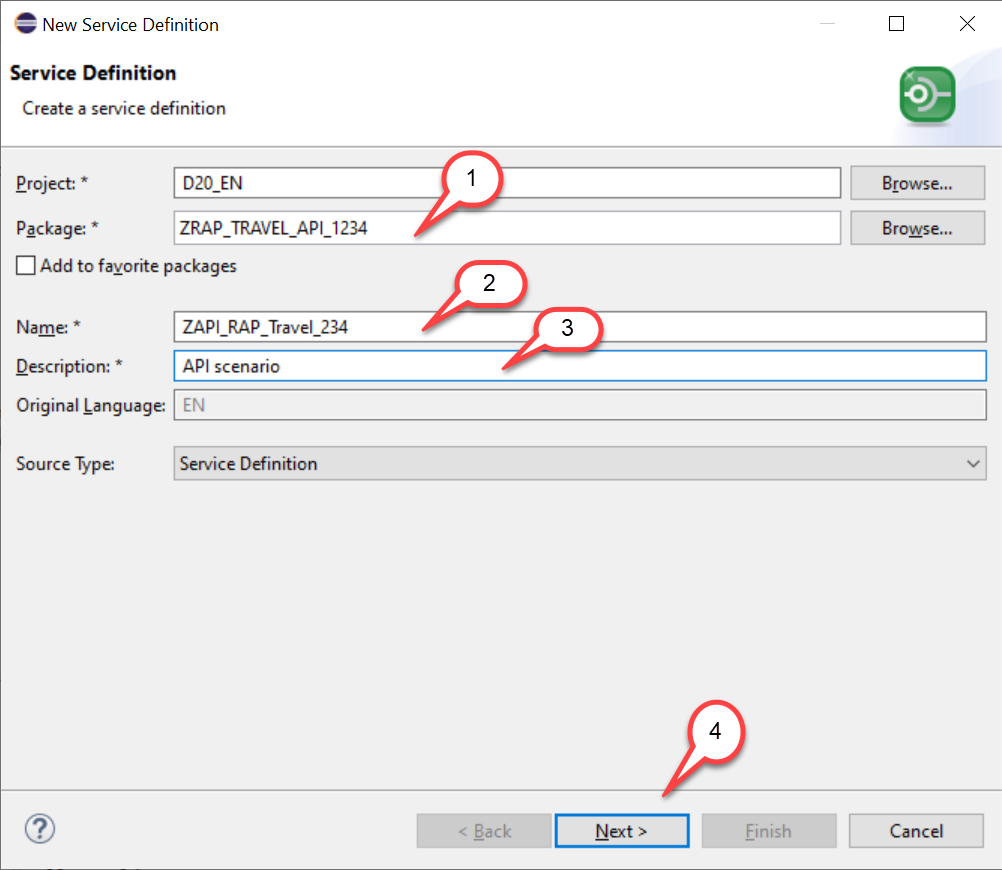 New Service Definition
Service Definition
Create a service definition
1
Project: * D20_EN Browse...
Package: * ZRAP_TRAVEL_API_1234 Browse...
Add to favorite packages
2
Name: * ZAPI_RAP_Travel_234
3
Description: * API scenario
Original Language: EN
Source Type: Service Definition
4
? < Back Next > Finish Cancel